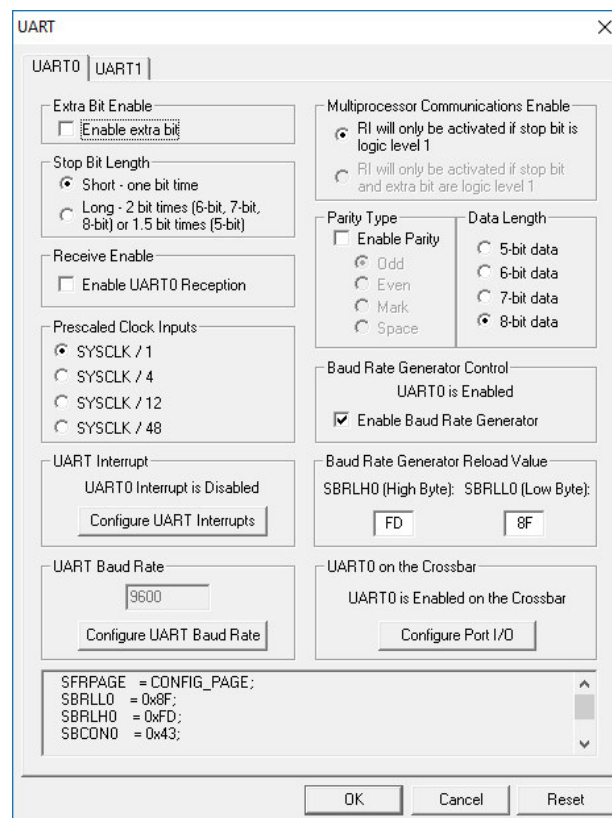 UART
UART0 UART1
Extra Bit Enable
Enable extra bit
Stop Bit Length
Short - one bit time
Long - 2 bit times (6-bit, 7-bit,
8-bit) or 1.5 bit times (5-bit)
Receive Enable
Enable UART0 Reception
Prescaled Clock Inputs
SYSCLK / 1
SYSCLK / 4
SYSCLK / 12
SYSCLK / 48
UART Interrupt
UART0 Interrupt is Disabled
Configure UART Interrupts
UART Baud Rate
9600
Configure UART Baud Rate
Multiprocessor Communications Enable
RI will only be activated if stop bit is
logic level 1
RI will only be activated if stop bit
and extra bit are logic level 1
Parity Type
Enable Parity
Odd
Even
Mark
Space
Data Length
5-bit data
6-bit data
7-bit data
8-bit data
Baud Rate Generator Control
UART0 is Enabled
Enable Baud Rate Generator
Baud Rate Generator Reload Value
SBRLH0 (High Byte): SBRLL0 (Low Byte):
FD 8F
UART0 on the Crossbar
UART0 is Enabled on the Crossbar
Configure Port I/O
SFRPAGE = CONFIG_PAGE;
SBRLL0 = 0x8F;
SBRLH0 = 0xFD;
SBCON0 = 0x43;
OK Cancel Reset